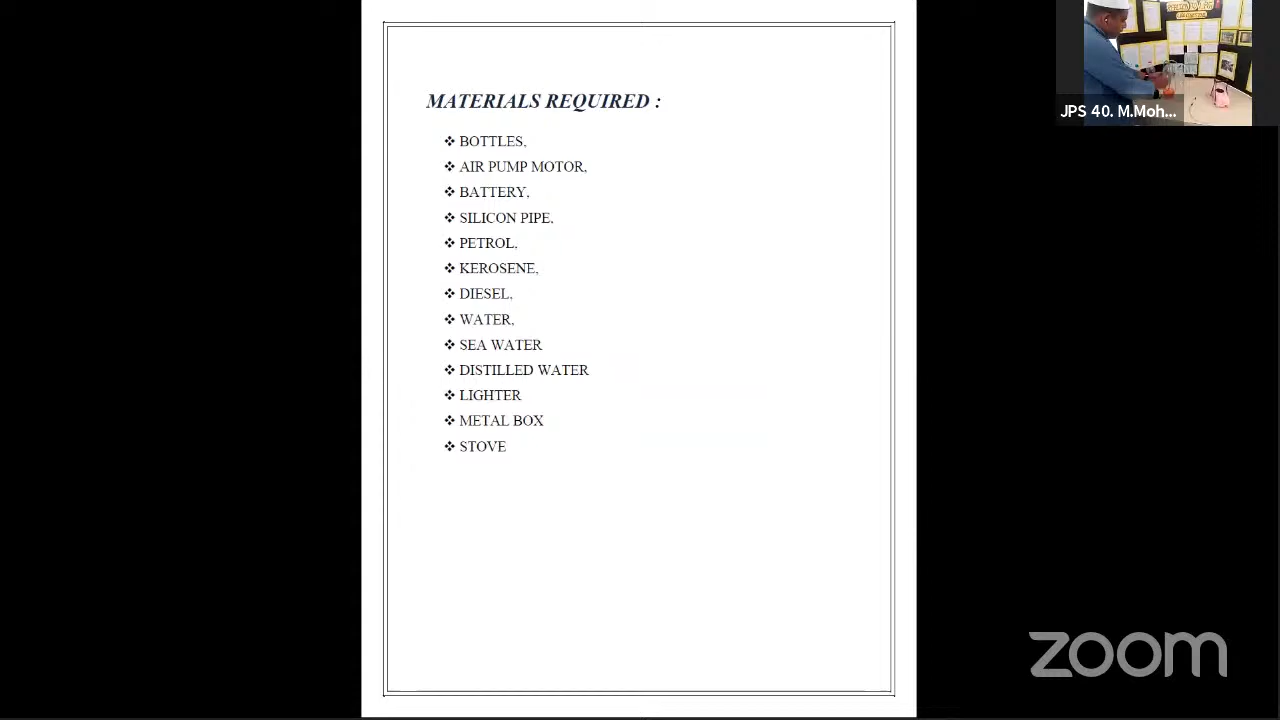 MATERIALS REQUIRED :
❖ BOTTLES,
❖ AIR PUMP MOTOR,
❖ BATTERY,
❖ SILICON PIPE,
❖ PETROL,
❖ KEROSENE,
❖ DIESEL,
❖ WATER,
❖ SEA WATER
❖ DISTILLED WATER
❖ LIGHTER
❖ METAL BOX
❖ STOVE
JPS 40. M.Moh...
zoom